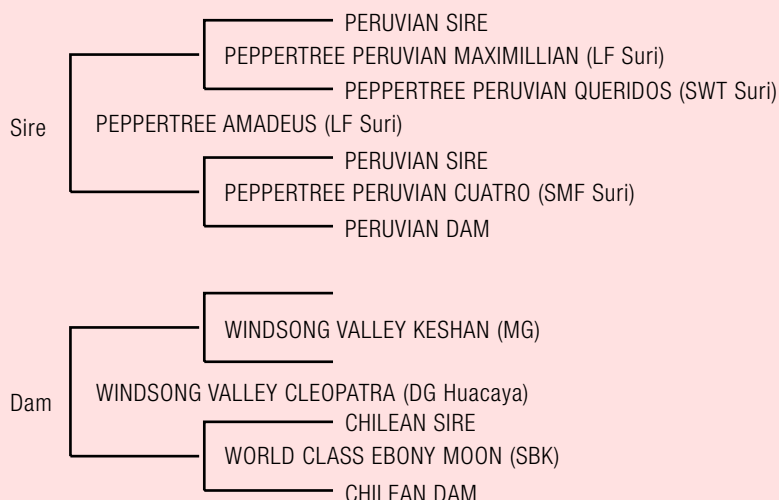 PERUVIAN SIRE
PEPPERTREE PERUVIAN MAXIMILLIAN (LF Suri)
PEPPERTREE PERUVIAN QUERIDOS (SWT Suri)
Sire
PEPPERTREE AMADEUS (LF Suri)
PERUVIAN SIRE
PEPPERTREE PERUVIAN CUATRO (SMF Suri)
PERUVIAN DAM
WINDSONG VALLEY KESHAN (MG)
Dam
WINDSONG VALLEY CLEOPATRA (DG Huacaya)
CHILEAN SIRE
WORLD CLASS EBONY MOON (SBK)
CHILEAN DAM